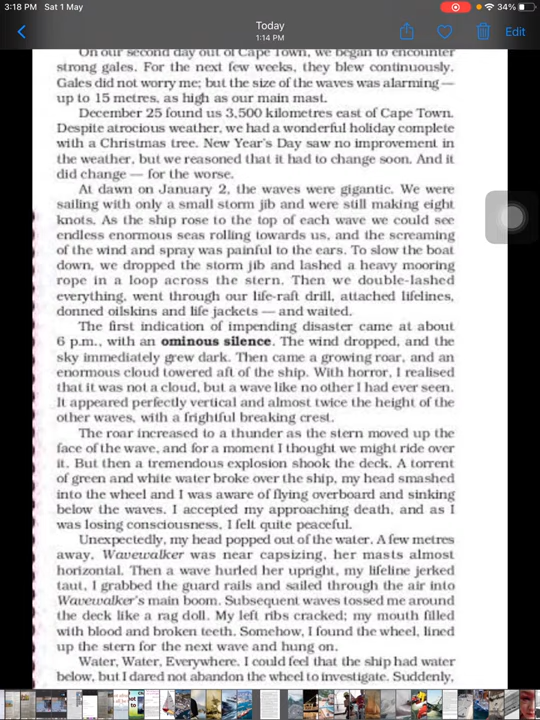 3:18 PM Sat 1 May
34%
Today
1:14 PM
Edit
On our second day out of Cape Town, we began to encounter
strong gales. For the next few weeks, they blew continuously.
Gales did not worry me; but the size of the waves was alarming —
up to 15 metres, as high as our main mast.
December 25 found us 3,500 kilometres east of Cape Town.
Despite atrocious weather, we had a wonderful holiday complete
with a Christmas tree. New Year's Day saw no improvement in
the weather, but we reasoned that it had to change soon. And it
did change — for the worse.
At dawn on January 2, the waves were gigantic. We were
sailing with only a small storm jib and were still making eight
knots. As the ship rose to the top of each wave we could see
endless enormous seas rolling towards us, and the screaming
of the wind and spray was painful to the ears. To slow the boat
down, we dropped the storm jib and lashed a heavy mooring
rope in a loop across the stern. Then we double-lashed
everything, went through our life-raft drill, attached lifelines,
donned oilskins and life jackets — and waited.
The first indication of impending disaster came at about
6 p.m., with an ominous silence. The wind dropped, and the
sky immediately grew dark. Then came a growing roar, and an
enormous cloud towered aft of the ship. With horror, I realised
that it was not a cloud, but a wave like no other I had ever seen.
It appeared perfectly vertical and almost twice the height of the
other waves, with a frightful breaking crest.
The roar increased to a thunder as the stern moved up the
face of the wave, and for a moment I thought we might ride over
it. But then a tremendous explosion shook the deck. A torrent
of green and white water broke over the ship, my head smashed
into the wheel and I was aware of flying overboard and sinking
below the waves. I accepted my approaching death, and as I
was losing consciousness, I felt quite peaceful.
Unexpectedly, my head popped out of the water. A few metres
away, Wavewalker was near capsizing, her masts almost
horizontal. Then a wave hurled her upright, my lifeline jerked
taut, I grabbed the guard rails and sailed through the air into
Wavewalker's main boom. Subsequent waves tossed me around
the deck like a rag doll. My left ribs cracked; my mouth filled
with blood and broken teeth. Somehow, I found the wheel, lined
up the stern for the next wave and hung on.
Water, Water, Everywhere. I could feel that the ship had water
below, but I dared not abandon the wheel to investigate. Suddenly,